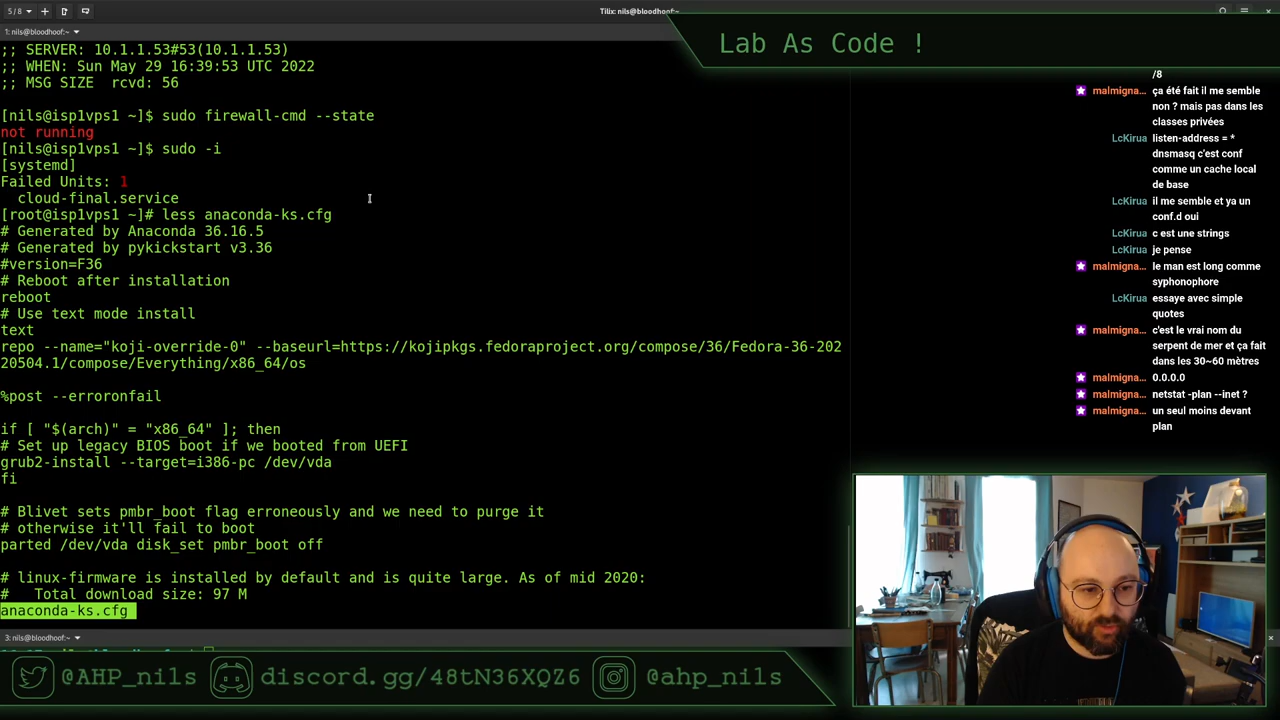 5 / 8
Tilix: nils@bloodhoof:~
1: nils@bloodhoof:~
Lab As Code !
;; SERVER: 10.1.1.53#53(10.1.1.53)
;; WHEN: Sun May 29 16:39:53 UTC 2022
;; MSG SIZE  rcvd: 56
[nils@isp1vps1 ~]$ sudo firewall-cmd --state
not running
[nils@isp1vps1 ~]$ sudo -i
[systemd]
Failed Units: 1
  cloud-final.service
[root@isp1vps1 ~]# less anaconda-ks.cfg
# Generated by Anaconda 36.16.5
# Generated by pykickstart v3.36
#version=F36
# Reboot after installation
reboot
# Use text mode install
text
repo --name="koji-override-0" --baseurl=https://kojipkgs.fedoraproject.org/compose/36/Fedora-36-202
20504.1/compose/Everything/x86_64/os
%post --erroronfail
if [ "$(arch)" = "x86_64" ]; then
# Set up legacy BIOS boot if we booted from UEFI
grub2-install --target=i386-pc /dev/vda
fi
# Blivet sets pmbr_boot flag erroneously and we need to purge it
# otherwise it'll fail to boot
parted /dev/vda disk_set pmbr_boot off
# linux-firmware is installed by default and is quite large. As of mid 2020:
#   Total download size: 97 M
anaconda-ks.cfg
3: nils@bloodhoof:~
/8
malmigna... ça été fait il me semble
non ? mais pas dans les
classes privées
LcKirua listen-address = *
dnsmasq c'est conf
comme un cache local
de base
LcKirua il me semble et ya un
conf.d oui
LcKirua c est une strings
LcKirua je pense
malmigna... le man est long comme
syphonophore
LcKirua essaye avec simple
quotes
malmigna... c'est le vrai nom du
serpent de mer et ça fait
dans les 30~60 mètres
malmigna... 0.0.0.0
malmigna... netstat -plan --inet ?
malmigna... un seul moins devant
plan
@AHP_nils
discord.gg/48tN36XQZ6
@ahp_nils